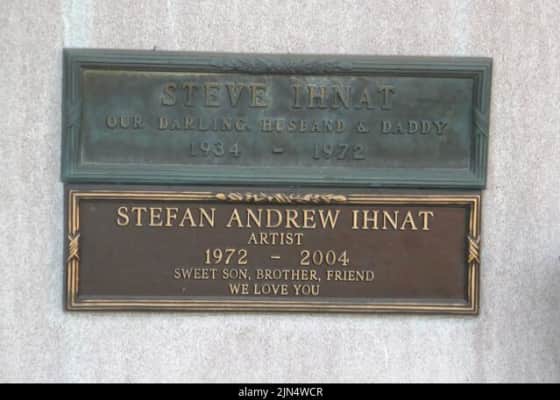 STEVE IHNAT
OUR DARLING HUSBAND & DADDY
1934 - 1972
STEFAN ANDREW IHNAT
ARTIST
1972 - 2004
SWEET SON, BROTHER, FRIEND
WE LOVE YOU
alamy - 2JN4WCR